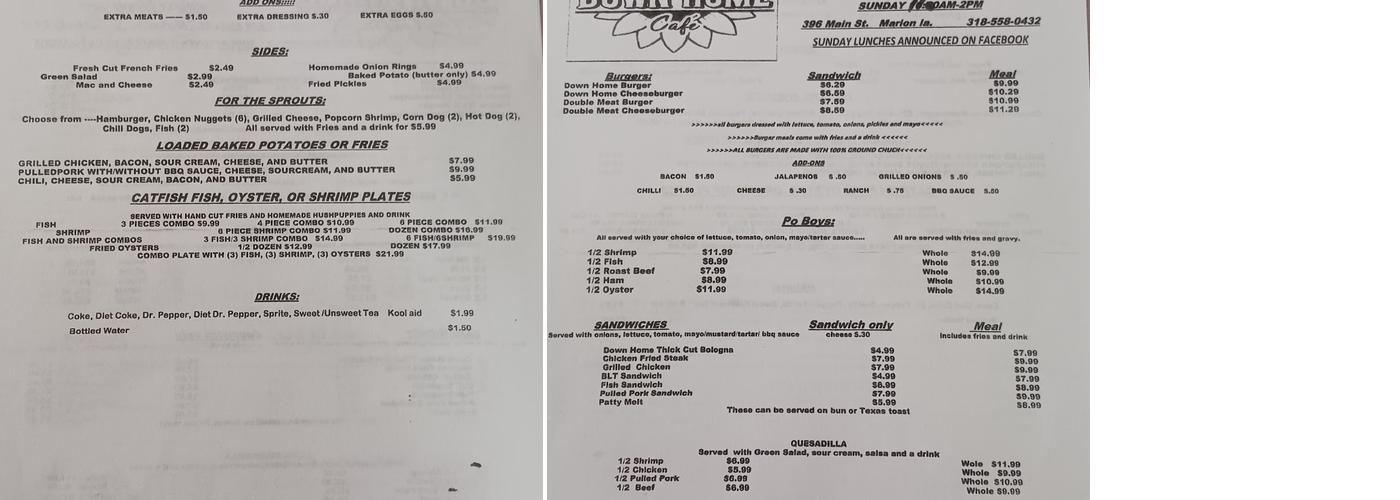 ADD ONS!!!!!
EXTRA MEATS —— $1.50 EXTRA DRESSING $.30 EXTRA EGGS $.50
SIDES:
Fresh Cut French Fries $2.49 Homemade Onion Rings $4.99
Green Salad $2.99 Baked Potato (butter only) $4.99
Mac and Cheese $2.49 Fried Pickles $4.99
FOR THE SPROUTS:
Choose from ----Hamburger, Chicken Nuggets (6), Grilled Cheese, Popcorn Shrimp, Corn Dog (2), Hot Dog (2),
Chili Dogs, Fish (2) All served with Fries and a drink for $5.99
LOADED BAKED POTATOES OR FRIES
GRILLED CHICKEN, BACON, SOUR CREAM, CHEESE, AND BUTTER $7.99
PULLEDPORK WITH/WITHOUT BBQ SAUCE, CHEESE, SOURCREAM, AND BUTTER $9.99
CHILI, CHEESE, SOUR CREAM, BACON, AND BUTTER $5.99
CATFISH FISH, OYSTER, OR SHRIMP PLATES
SERVED WITH HAND CUT FRIES AND HOMEMADE HUSHPUPPIES AND DRINK
FISH 3 PIECES COMBO $9.99 4 PIECE COMBO $10.99 6 PIECE COMBO $11.99
SHRIMP 6 PIECE SHRIMP COMBO $11.99 DOZEN COMBO $16.99
FISH AND SHRIMP COMBOS 3 FISH/3 SHRIMP COMBO $14.99 6 FISH/6SHRIMP $19.99
FRIED OYSTERS 1/2 DOZEN $12.99 DOZEN $17.99
COMBO PLATE WITH (3) FISH, (3) SHRIMP, (3) OYSTERS $21.99
DRINKS:
Coke, Diet Coke, Dr. Pepper, Diet Dr. Pepper, Sprite, Sweet /Unsweet Tea Kool aid $1.99
Bottled Water $1.50
DOWN HOME
Café
SUNDAY AM-2PM
396 Main St. Marion la. 318-558-0432
SUNDAY LUNCHES ANNOUNCED ON FACEBOOK
Burgers: Sandwich Meal
Down Home Burger $6.29 $9.99
Down Home Cheeseburger $6.59 $10.29
Double Meat Burger $7.59 $10.99
Double Meat Cheeseburger $8.59 $11.29
>>>>>>all burgers dressed with lettuce, tomato, onions, pickles and mayo<<<<<<
>>>>>>Burger meals come with fries and a drink <<<<<<
>>>>>>ALL BURGERS ARE MADE WITH 100% GROUND CHUCK<<<<<<
ADD-ONS
BACON $1.50 JALAPENOS $ .50 GRILLED ONIONS $ .50
CHILLI $1.50 CHEESE $ .30 RANCH $ .75 BBQ SAUCE $.50
Po Boys:
All served with your choice of lettuce, tomato, onion, mayo/tarter sauce..... All are served with fries and gravy.
1/2 Shrimp $11.99 Whole $14.99
1/2 Fish $8.99 Whole $12.99
1/2 Roast Beef $7.99 Whole $9.99
1/2 Ham $8.99 Whole $10.99
1/2 Oyster $11.99 Whole $14.99
SANDWICHES Sandwich only Meal
Served with onions, lettuce, tomato, mayo/mustard/tartar/ bbq sauce cheese $.30 Includes fries and drink
Down Home Thick Cut Bologna $4.99 $7.99
Chicken Fried Steak $7.99 $9.99
Grilled Chicken $7.99 $9.99
BLT Sandwich $4.99 $7.99
Fish Sandwich $6.99 $8.99
Pulled Pork Sandwich $7.99 $9.99
Patty Melt $5.99 $8.99
These can be served on bun or Texas toast
QUESADILLA
Served with Green Salad, sour cream, salsa and a drink
1/2 Shrimp $6.99 Wole $11.99
1/2 Chicken $5.99 Whole $9.99
1/2 Pulled Pork $6.99 Whole $10.99
1/2 Beef $6.99 Whole $9.99